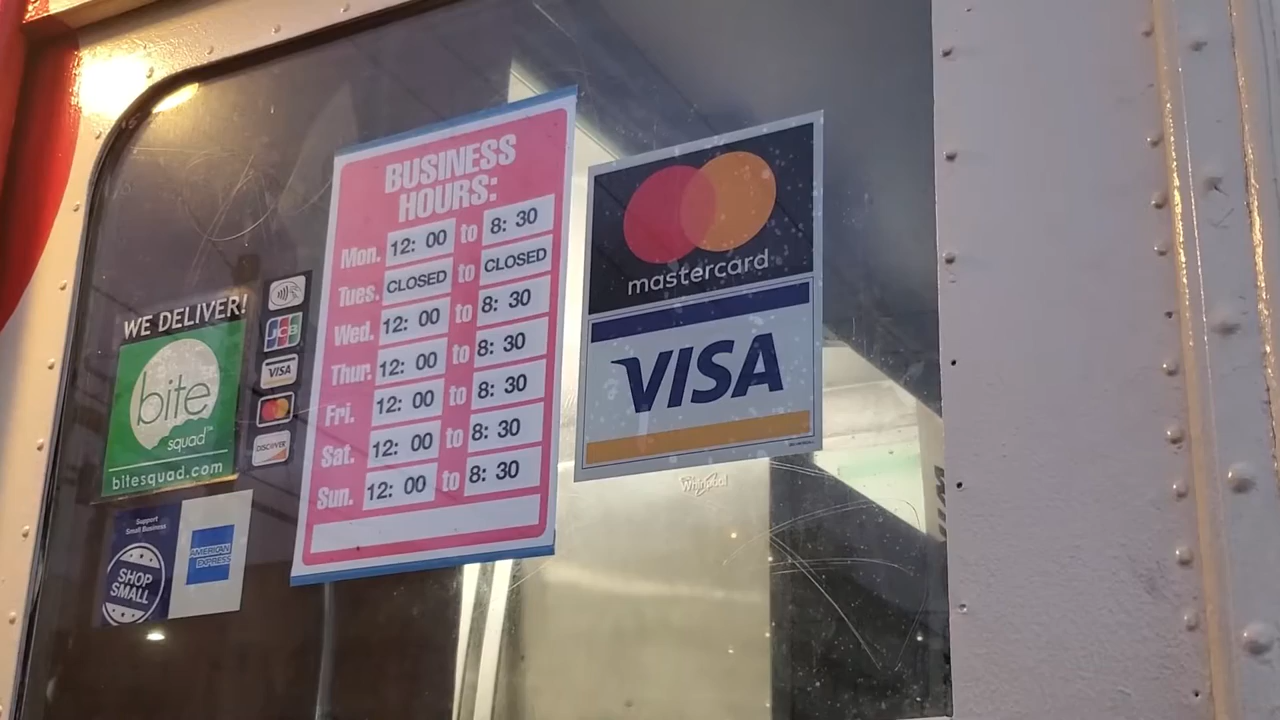 BUSINESS
HOURS:
Mon. 12: 00 to 8: 30
Tues. CLOSED to CLOSED
Wed. 12: 00 to 8: 30
Thur. 12: 00 to 8: 30
Fri. 12: 00 to 8: 30
Sat. 12: 00 to 8: 30
Sun. 12: 00 to 8: 30
mastercard
VISA
WE DELIVER!
bite
squad
bitesquad.com
JCB
VISA
DISCOVER
Support
Small Business
SHOP
SMALL
AMERICAN
EXPRESS
Whirlpool